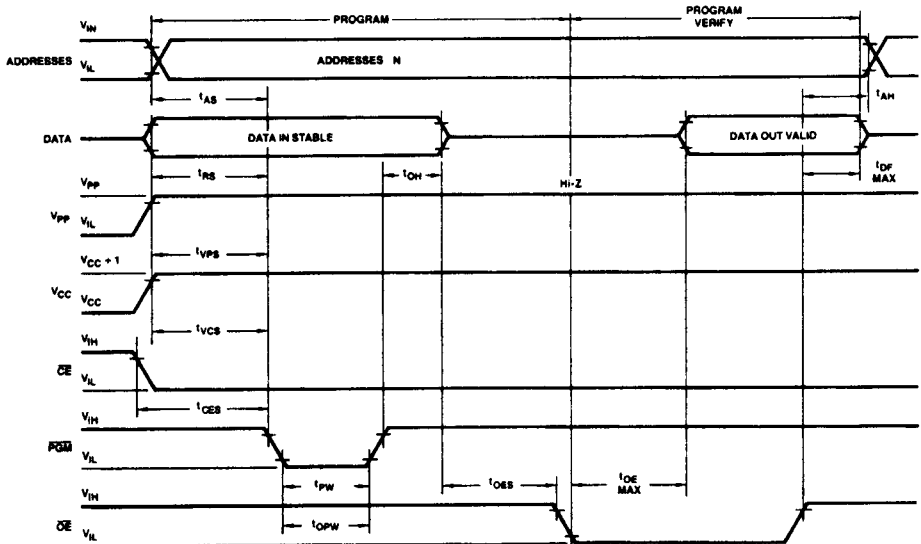 PROGRAM
PROGRAM
VERIFY
VIN
ADDRESSES
VIL
ADDRESSES N
tAS
tAH
DATA
DATA IN STABLE
DATA OUT VALID
tRS
tOH
Hi-Z
tDF
MAX
VPP
VPP
VIL
tVPS
VCC + 1
VCC
VCC
tVCS
VIH
CE
VIL
tCES
VIH
PGM
VIL
tPW
tOES
tOE
MAX
VIH
tOPW
OE
VIL